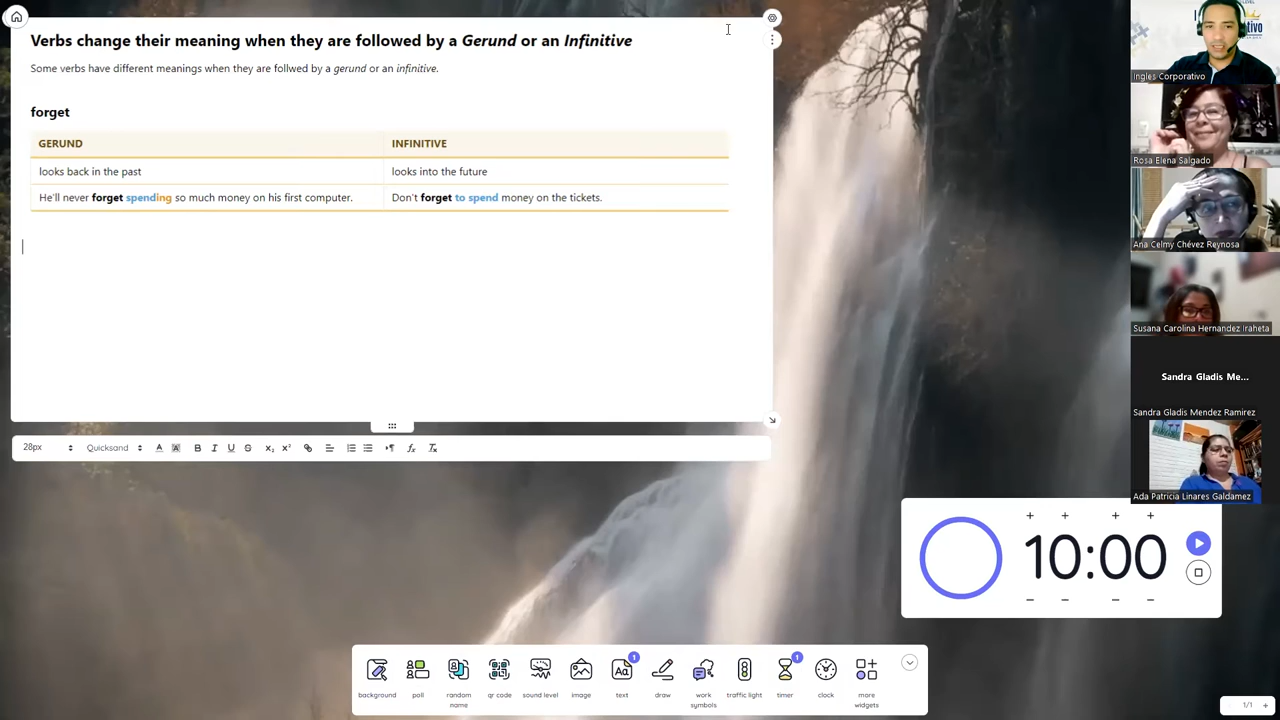 Verbs change their meaning when they are followed by a Gerund or an Infinitive
Some verbs have different meanings when they are follwed by a gerund or an infinitive.
forget
GERUND INFINITIVE
looks back in the past looks into the future
He'll never forget spending so much money on his first computer. Don't forget to spend money on the tickets.
28px Quicksand
Ingles Corporativo
Rosa Elena Salgado
Ana Celmy Chévez Reynosa
Susana Carolina Hernandez Iraheta
Sandra Gladis Me...
Sandra Gladis Mendez Ramirez
Ada Patricia Linares Galdamez
10:00
background
poll
random
name
qr code
sound level
image
1
text
draw
work
symbols
traffic light
1
timer
clock
more
widgets
1/1